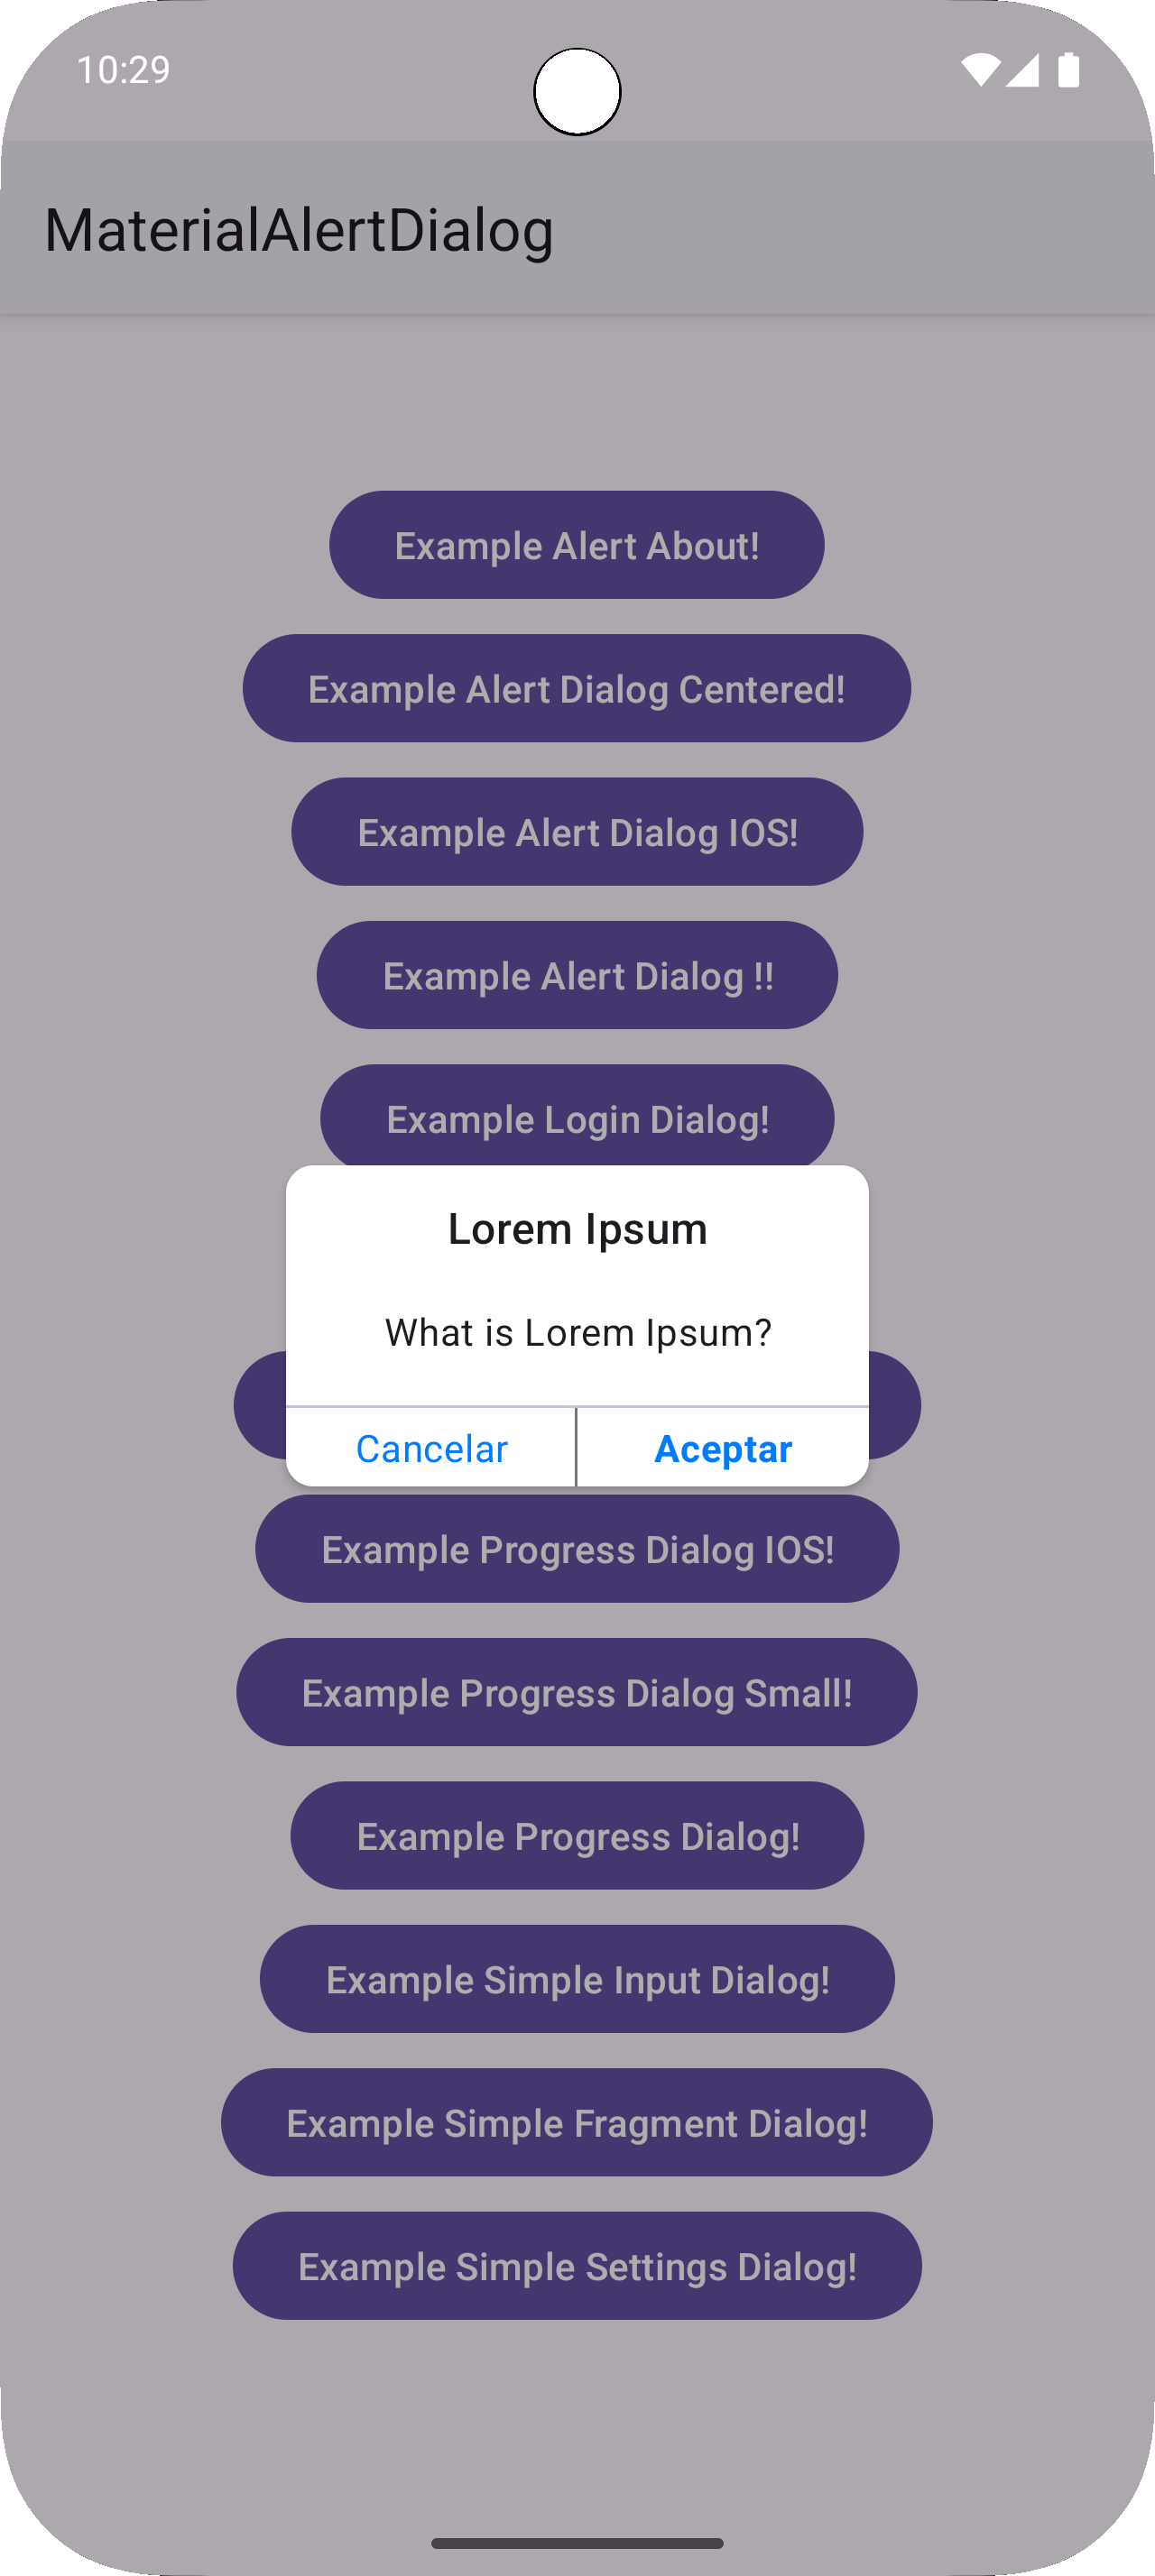 10:29
MaterialAlertDialog
Example Alert About!
Example Alert Dialog Centered!
Example Alert Dialog IOS!
Example Alert Dialog !!
Example Login Dialog!
Lorem Ipsum
What is Lorem Ipsum?
Cancelar
Aceptar
Example Progress Dialog IOS!
Example Progress Dialog Small!
Example Progress Dialog!
Example Simple Input Dialog!
Example Simple Fragment Dialog!
Example Simple Settings Dialog!